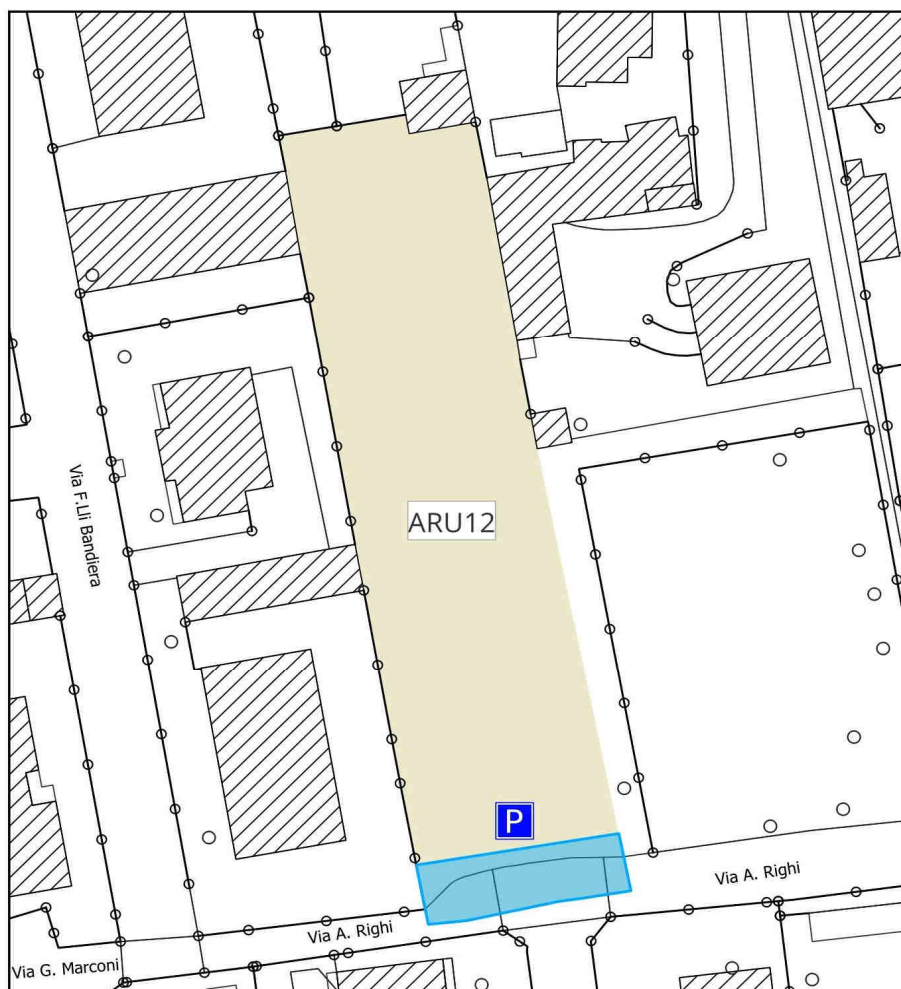 Via F.Lli Bandiera
ARU12
P
Via A. Righi
Via A. Righi
Via G. Marconi